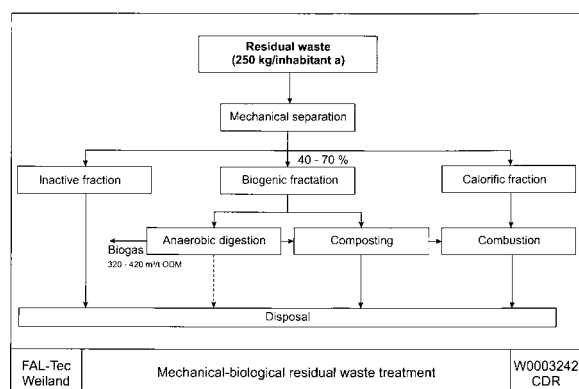 Residual waste
(250 kg/inhabitant a)
Mechanical separation
40 - 70 %
Inactive fraction
Biogenic fractation
Calorific fraction
Anaerobic digestion
Composting
Combustion
Biogas
320 - 420 m³/t ODM
Disposal
FAL-Tec
Weiland
Mechanical-biological residual waste treatment
W0003242
CDR